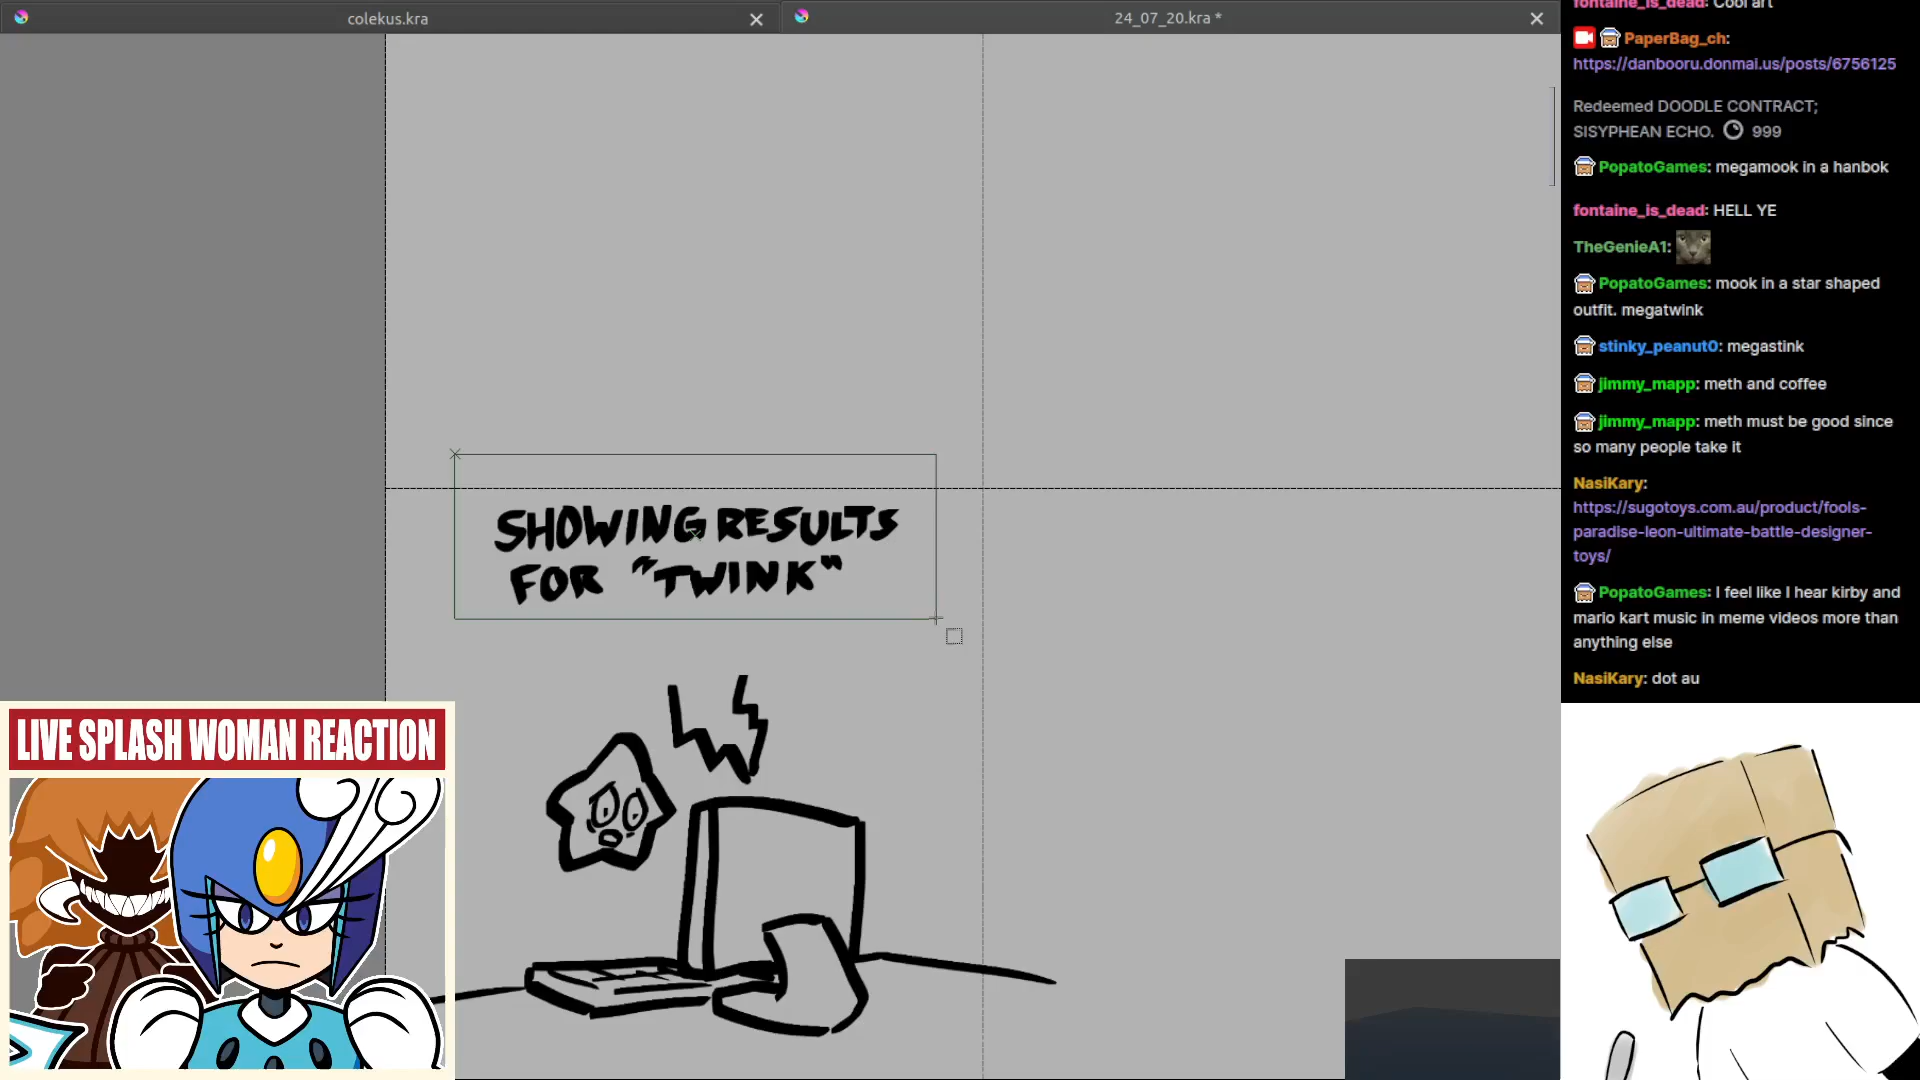 colekus.kra
24_07_20.kra *
fontaine_is_dead: Cool art
PaperBag_ch:
https://danbooru.donmai.us/posts/6756125
Redeemed DOODLE CONTRACT;
SISYPHEAN ECHO. 999
PopatoGames: megamook in a hanbok
fontaine_is_dead: HELL YE
TheGenieA1:
PopatoGames: mook in a star shaped
outfit. megatwink
stinky_peanut0: megastink
jimmy_mapp: meth and coffee
jimmy_mapp: meth must be good since
so many people take it
NasiKary:
https://sugotoys.com.au/product/fools-
paradise-leon-ultimate-battle-designer-
toys/
PopatoGames: I feel like I hear kirby and
mario kart music in meme videos more than
anything else
NasiKary: dot au
SHOWING RESULTS
FOR "TWINK"
LIVE SPLASH WOMAN REACTION